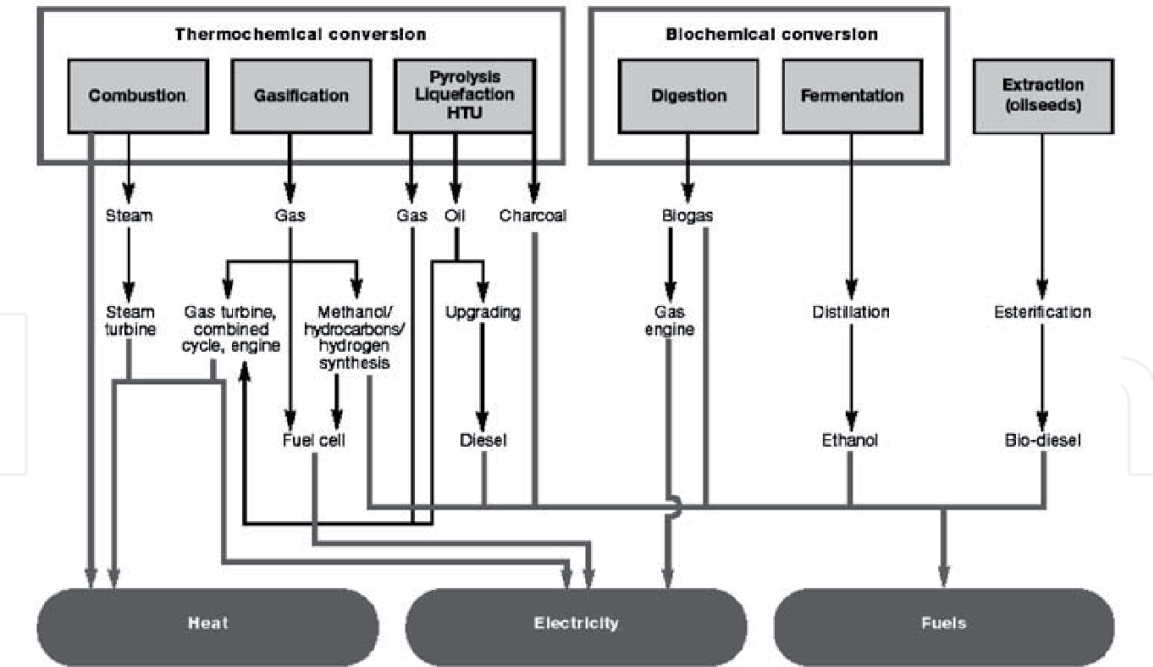 Thermochemical conversion
Biochemical conversion
Combustion
Gasification
Pyrolysis
Liquefaction
HTU
Digestion
Fermentation
Extraction
(oilseeds)
Steam
Gas
Gas
Oil
Charcoal
Biogas
Steam
turbine
Gas turbine,
combined
cycle, engine
Methanol/
hydrocarbons/
hydrogen
synthesis
Upgrading
Gas
engine
Distillation
Esterification
Fuel cell
Diesel
Ethanol
Bio-diesel
Heat
Electricity
Fuels